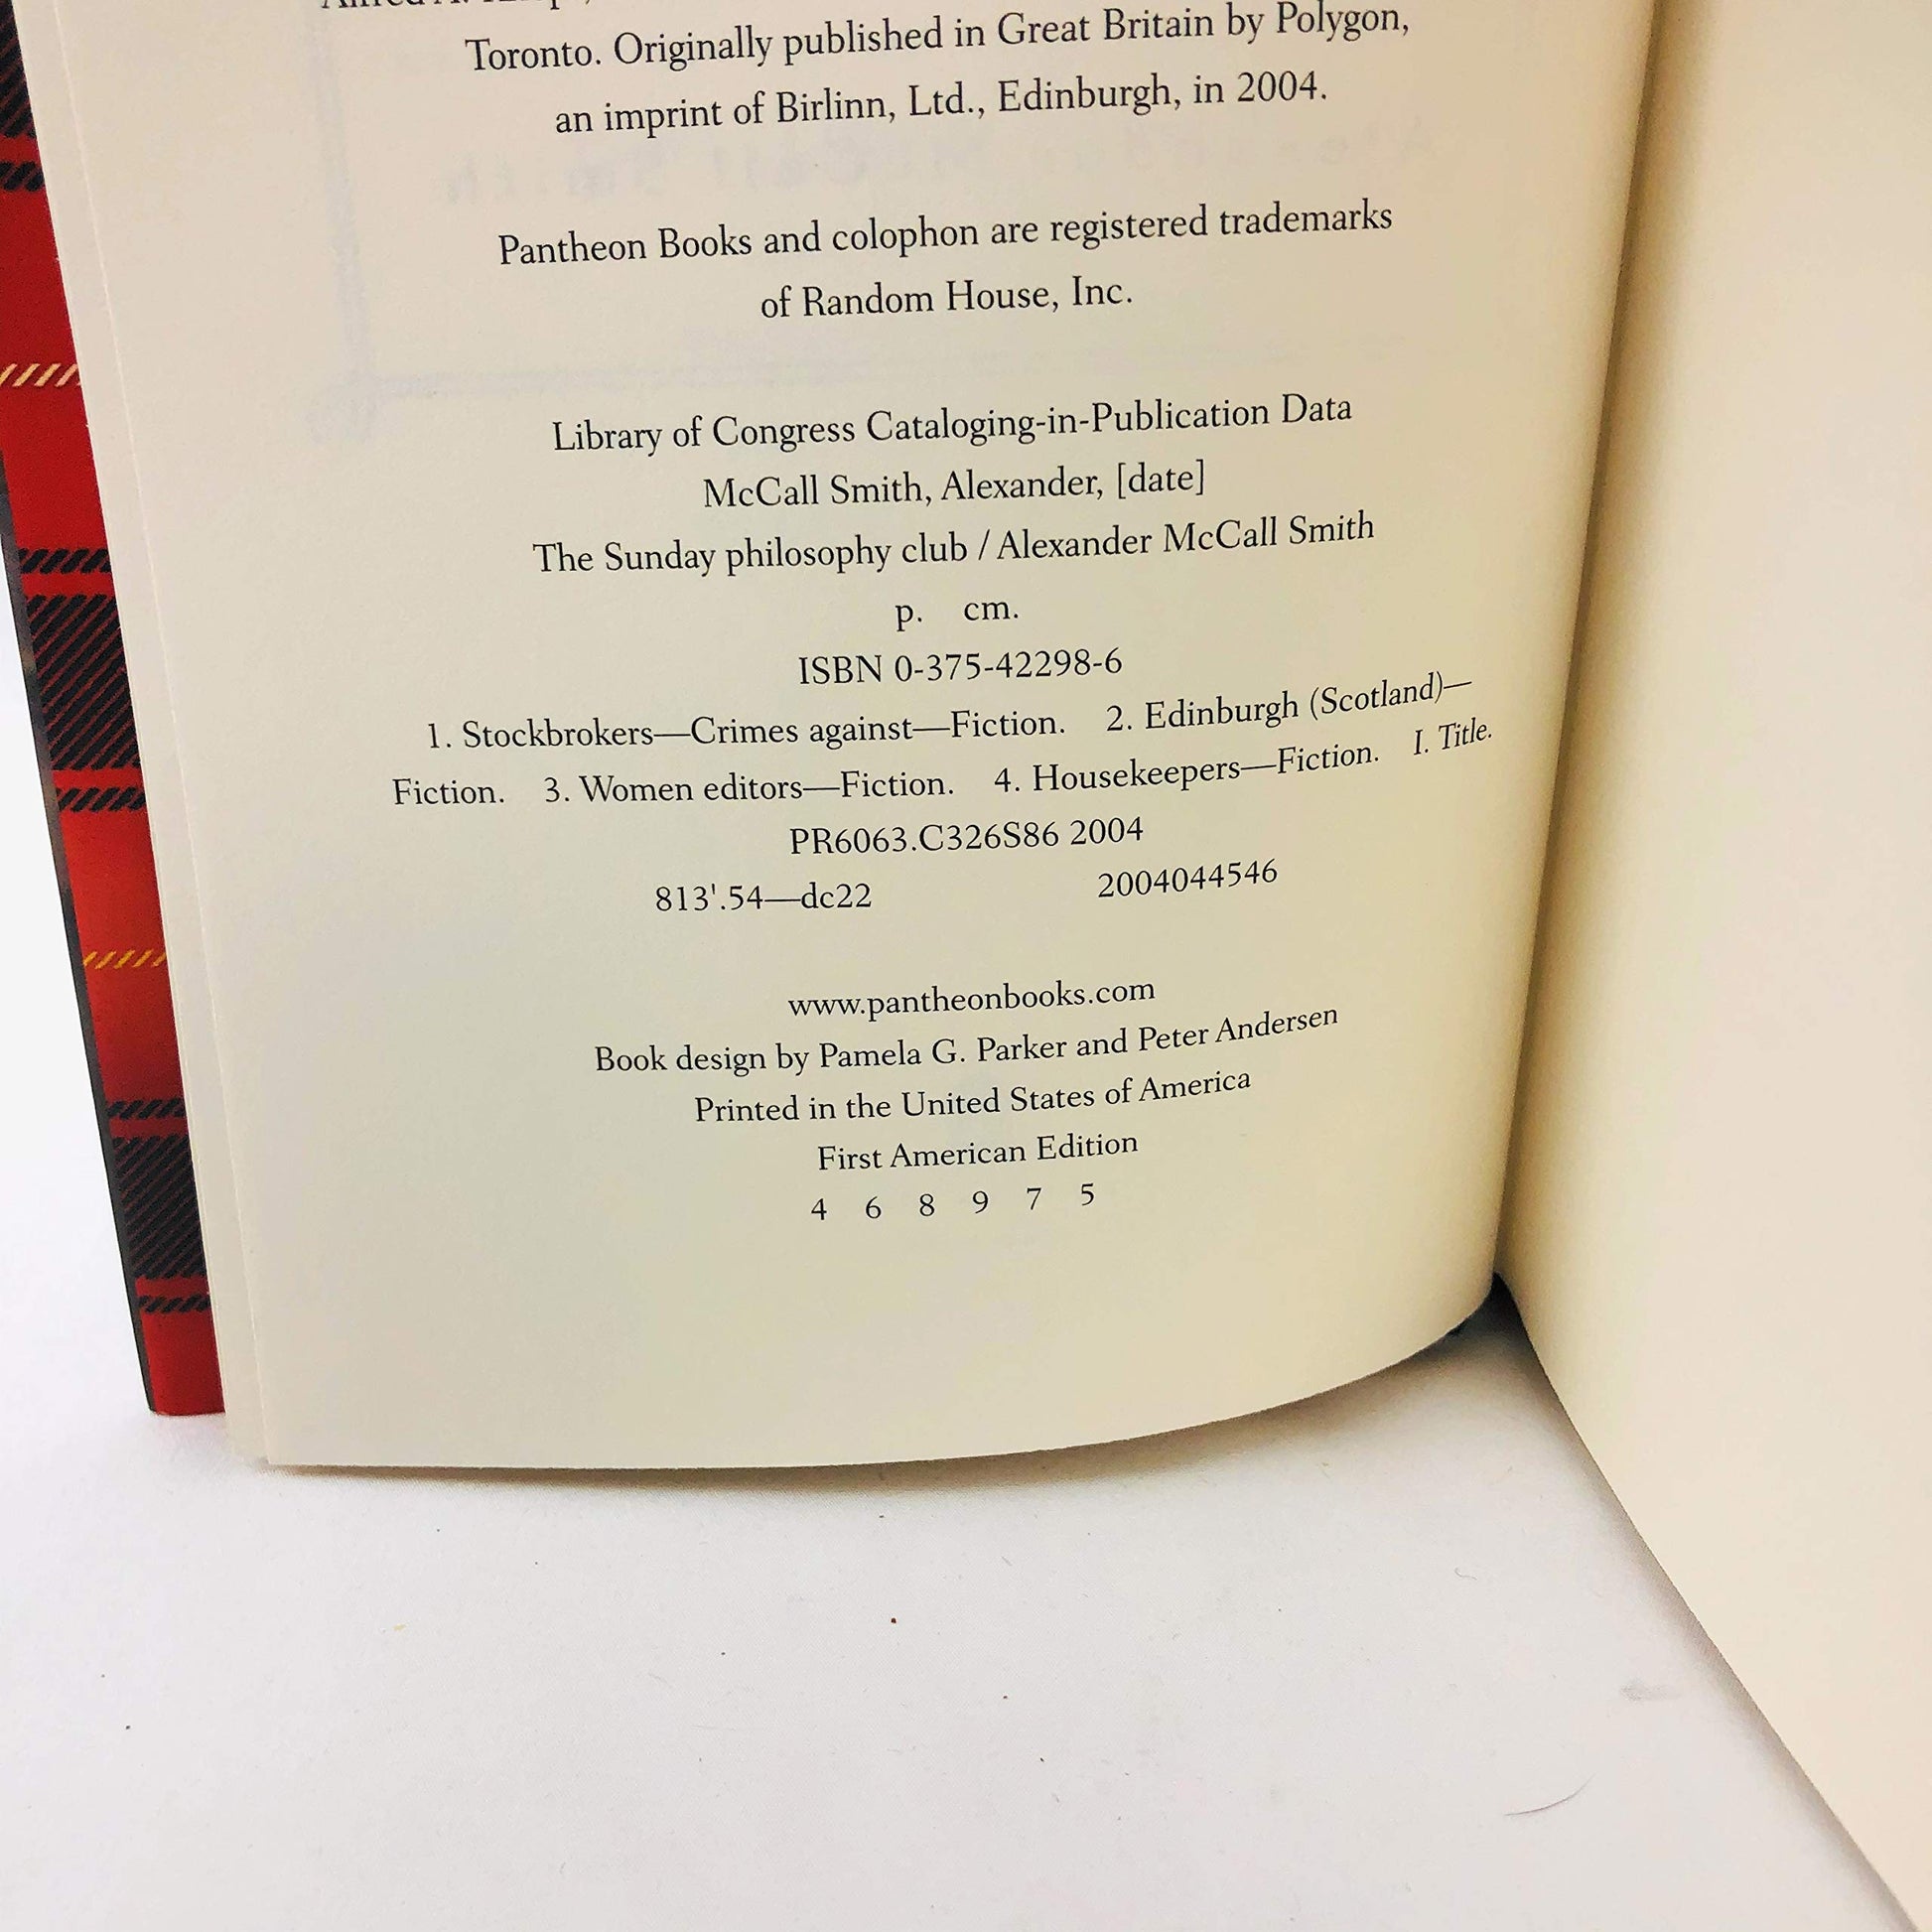 Toronto. Originally published in Great Britain by Polygon,
an imprint of Birlinn, Ltd., Edinburgh, in 2004.
Pantheon Books and colophon are registered trademarks
of Random House, Inc.
Library of Congress Cataloging-in-Publication Data
McCall Smith, Alexander, [date]
The Sunday philosophy club / Alexander McCall Smith
p. cm.
ISBN 0-375-42298-6
1. Stockbrokers—Crimes against—Fiction. 2. Edinburgh (Scotland)—
Fiction. 3. Women editors—Fiction. 4. Housekeepers—Fiction. I. Title.
PR6063.C326S86 2004
813'.54—dc22 2004044546
www.pantheonbooks.com
Book design by Pamela G. Parker and Peter Andersen
Printed in the United States of America
First American Edition
4 6 8 9 7 5